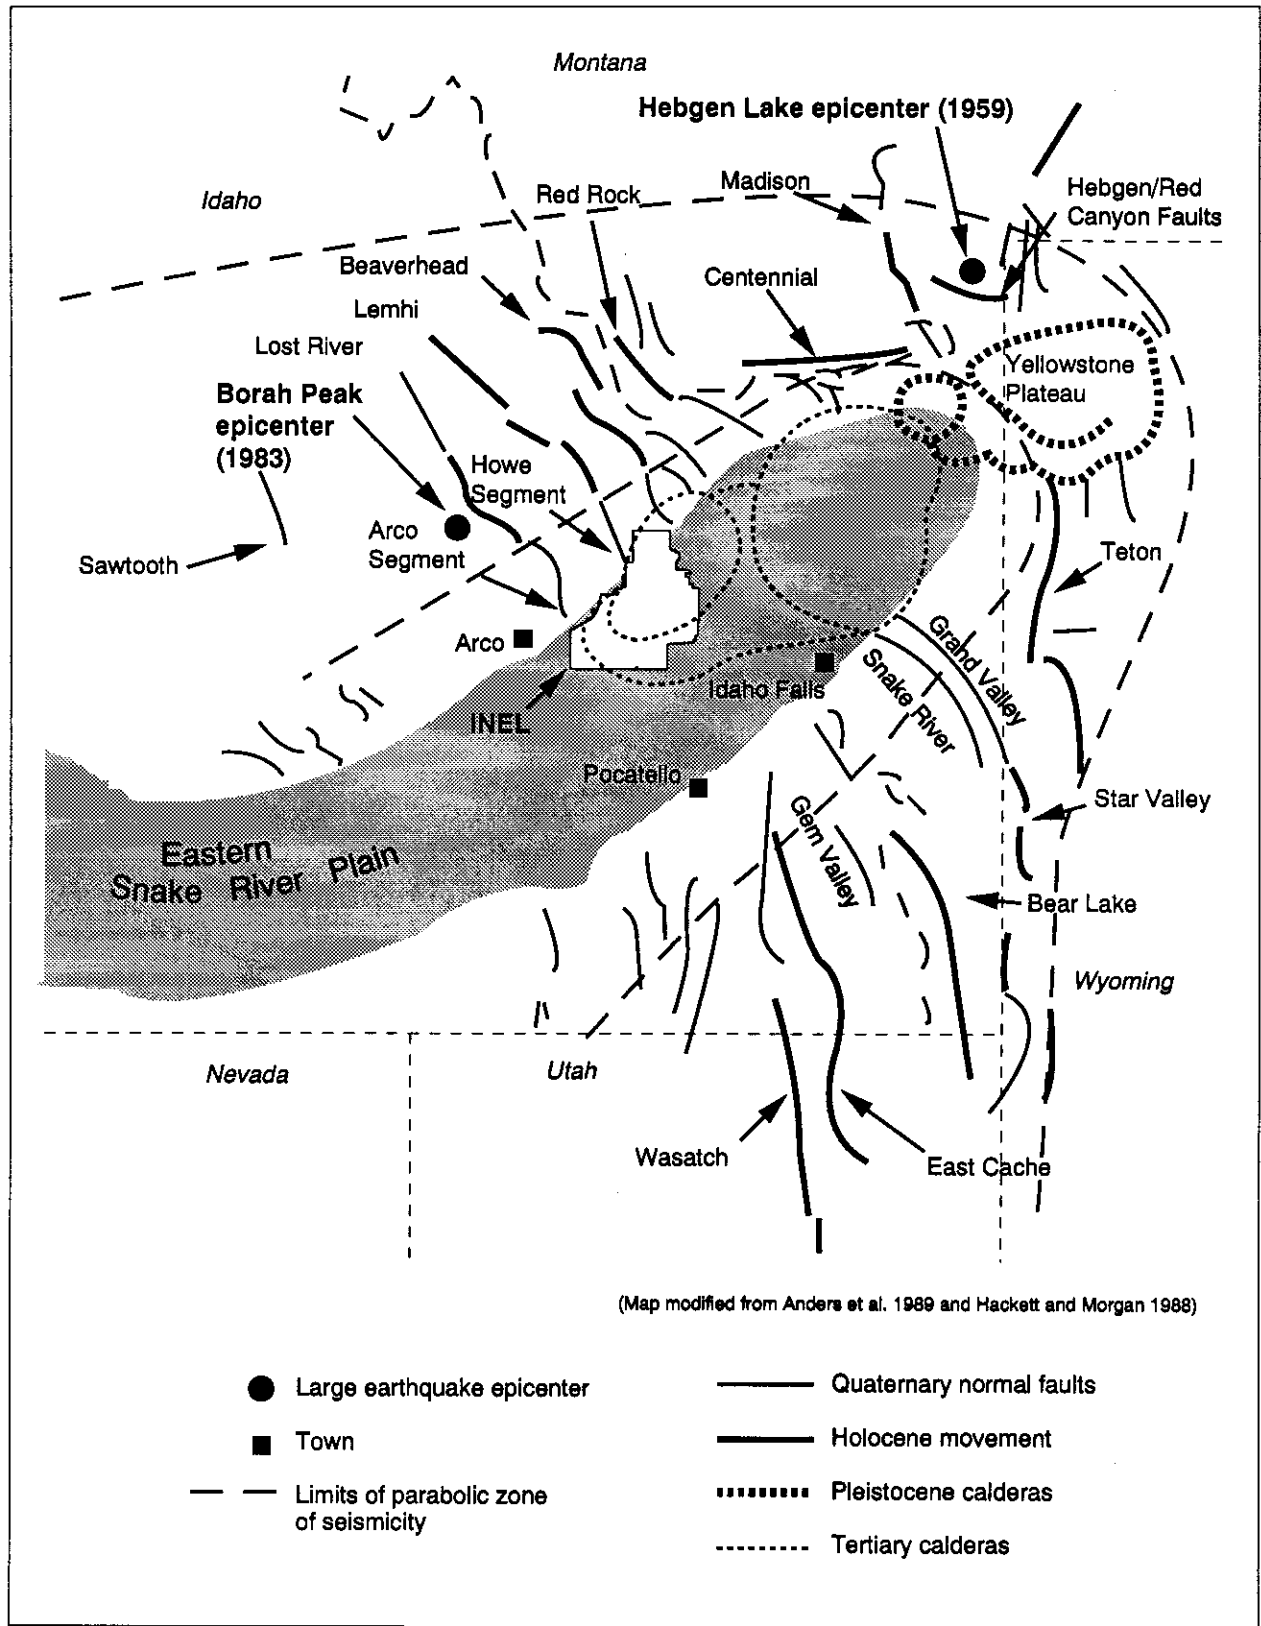 Montana
Hebgen Lake epicenter (1959)
Idaho
Red Rock
Madison
Hebgen/Red
Canyon Faults
Beaverhead
Centennial
Lemhi
Lost River
Yellowstone
Plateau
Borah Peak
epicenter
(1983)
Howe
Segment
Arco
Segment
Sawtooth
Teton
Arco
Grand Valley
Snake River
Idaho Falls
INEL
Pocatello
Star Valley
Gem Valley
Eastern
Snake River Plain
Bear Lake
Wyoming
Nevada
Utah
Wasatch
East Cache
(Map modified from Anders et al. 1989 and Hackett and Morgan 1988)
Large earthquake epicenter
Town
Limits of parabolic zone
of seismicity
Quaternary normal faults
Holocene movement
Pleistocene calderas
Tertiary calderas